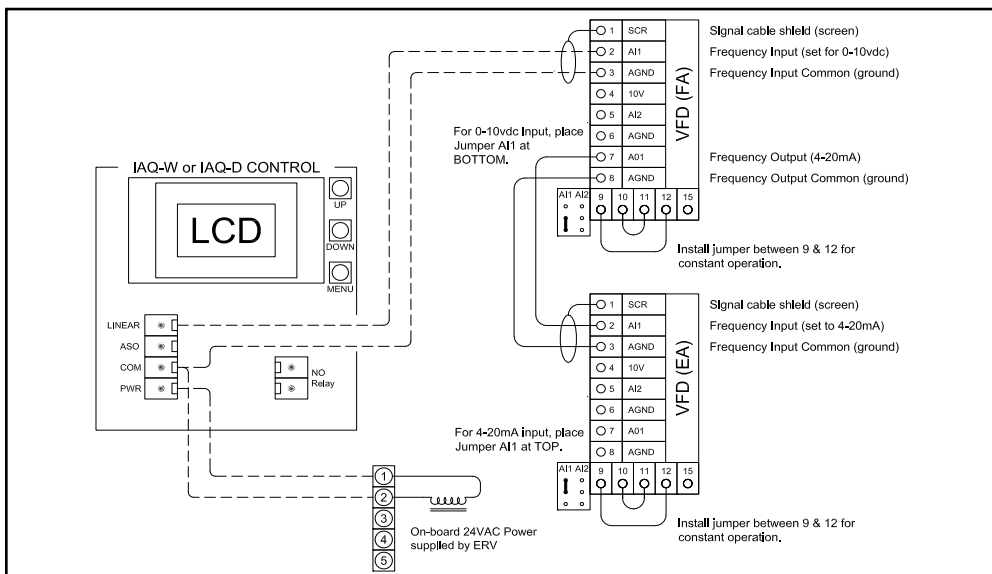 IAQ-W or IAQ-D CONTROL
LCD
UP
DOWN
MENU
LINEAR
ASO
COM
PWR
NO
Relay
1
2
3
4
5
On-board 24VAC Power
supplied by ERV
For 0-10vdc Input, place
Jumper AI1 at
BOTTOM.
1 SCR Signal cable shield (screen)
2 AI1 Frequency Input (set for 0-10vdc)
3 AGND Frequency Input Common (ground)
4 10V
5 AI2
6 AGND
7 A01 Frequency Output (4-20mA)
8 AGND Frequency Output Common (ground)
VFD (FA)
AI1 AI2
9 10 11 12 15
Install jumper between 9 & 12 for
constant operation.
1 SCR Signal cable shield (screen)
2 AI1 Frequency Input (set to 4-20mA)
3 AGND Frequency Input Common (ground)
4 10V
5 AI2
6 AGND
7 A01
8 AGND
VFD (EA)
For 4-20mA input, place
Jumper AI1 at TOP.
AI1 AI2
9 10 11 12 15
Install jumper between 9 & 12 for
constant operation.